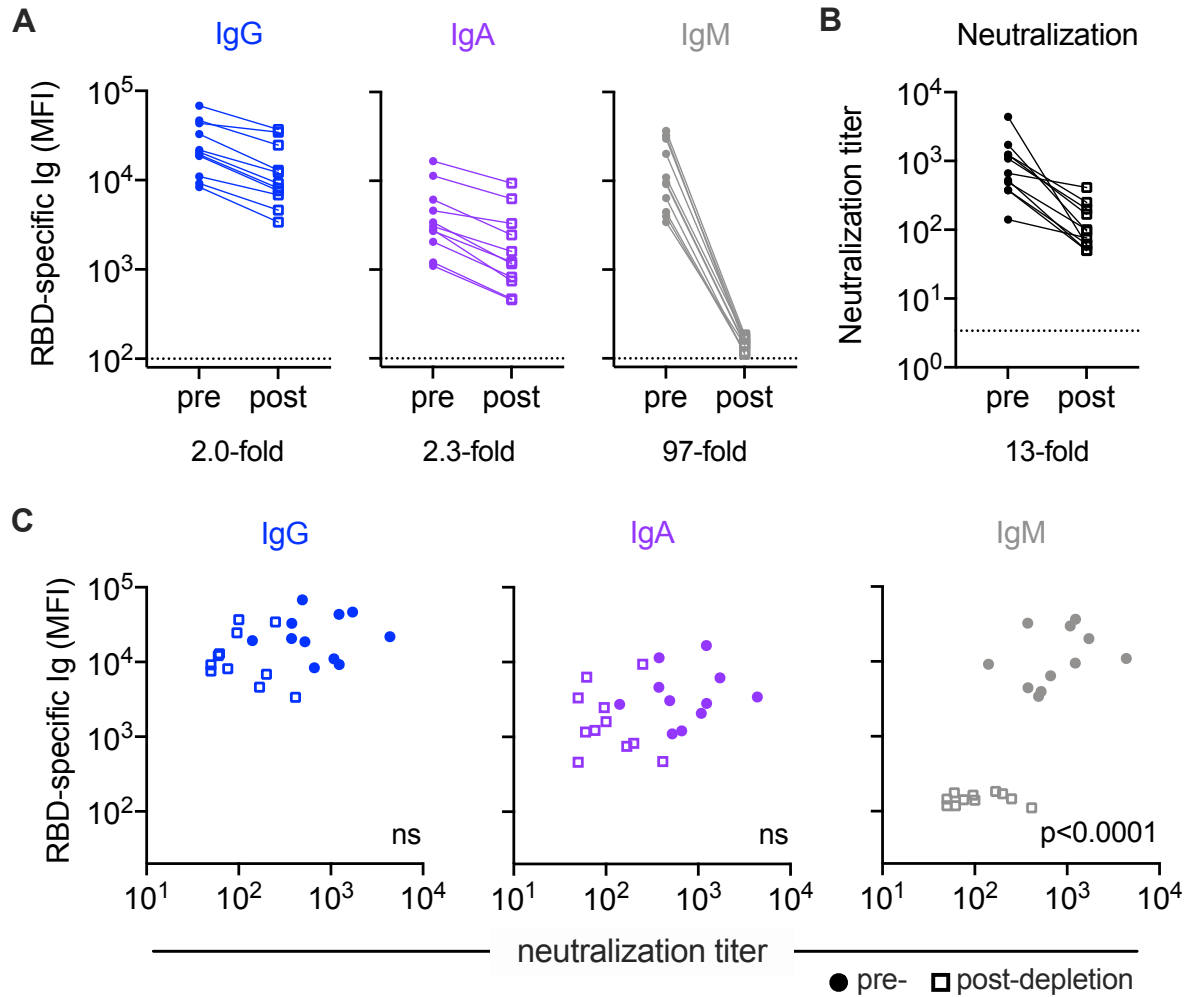 A
IgG
IgA
IgM
B
Neutralization
RBD-specific Ig (MFI)
10^5
10^4
10^3
10^2
pre post
pre post
pre post
2.0-fold
2.3-fold
97-fold
Neutralization titer
10^4
10^3
10^2
10^1
10^0
pre post
13-fold
C
IgG
IgA
IgM
RBD-specific Ig (MFI)
10^5
10^4
10^3
10^2
ns
ns
p<0.0001
10^1 10^2 10^3 10^4
10^1 10^2 10^3 10^4
10^1 10^2 10^3 10^4
neutralization titer
pre- post-depletion